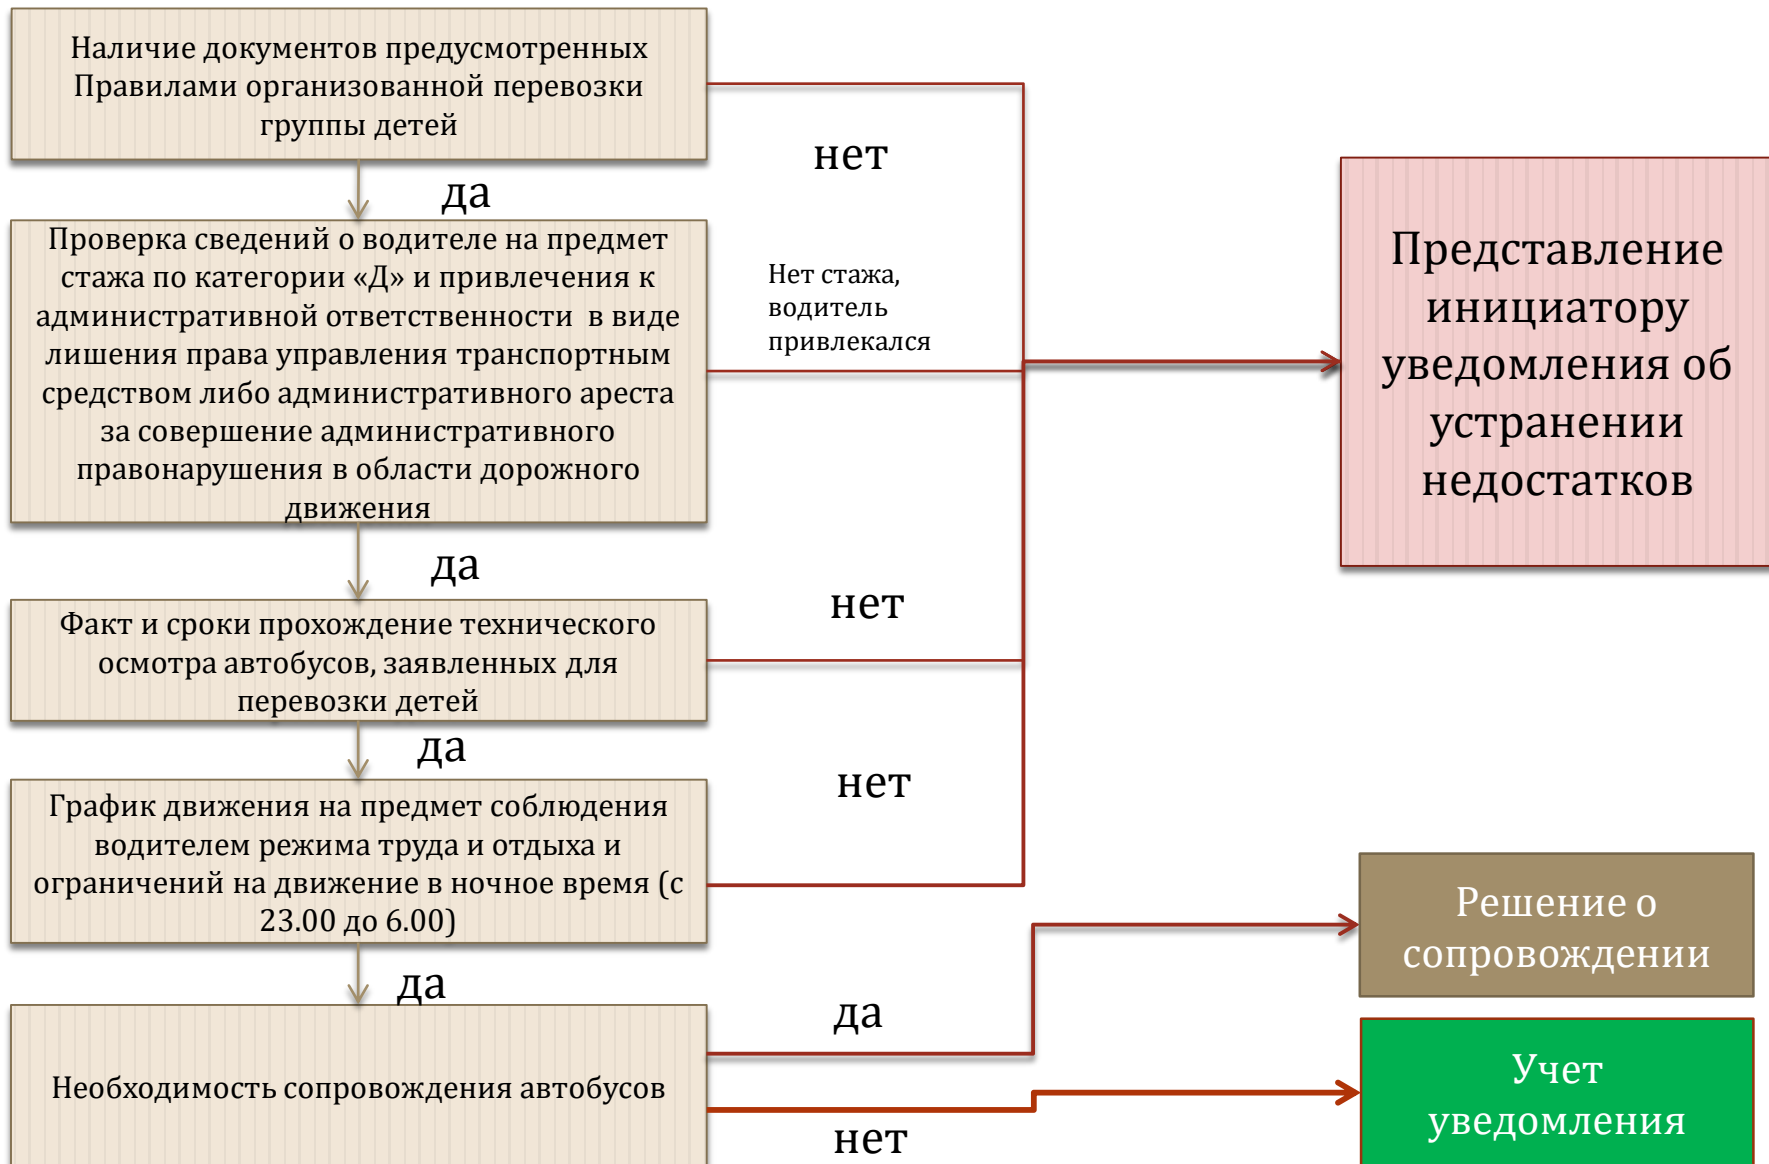 Наличие документов предусмотренных
Правилами организованной перевозки
группы детей
нет
да
Проверка сведений о водителе на предмет
стажа по категории «Д» и привлечения к
административной ответственности в виде
лишения права управления транспортным
средством либо административного ареста
за совершение административного
правонарушения в области дорожного
движения
Нет стажа,
водитель
привлекался
Представление
инициатору
уведомления об
устранении
недостатков
да
нет
Факт и сроки прохождение технического
осмотра автобусов, заявленных для
перевозки детей
да
нет
График движения на предмет соблюдения
водителем режима труда и отдыха и
ограничений на движение в ночное время (с
23.00 до 6.00)
да
Решение о
сопровождении
да
Необходимость сопровождения автобусов
нет
Учет
уведомления